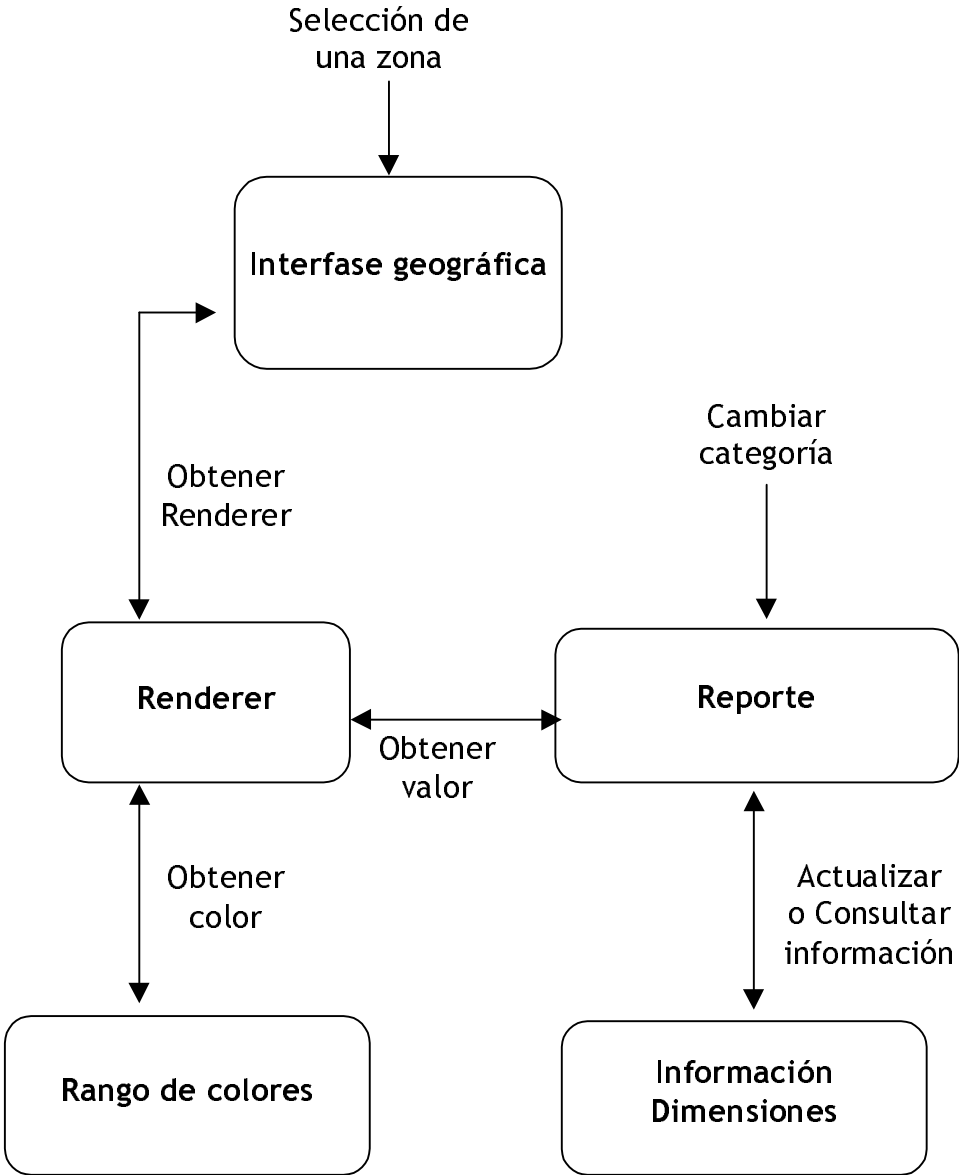 Selección de
una zona
Interfase geográfica
Cambiar
categoría
Obtener
Renderer
Renderer
Reporte
Obtener
valor
Obtener
color
Actualizar
o Consultar
información
Rango de colores
Información
Dimensiones